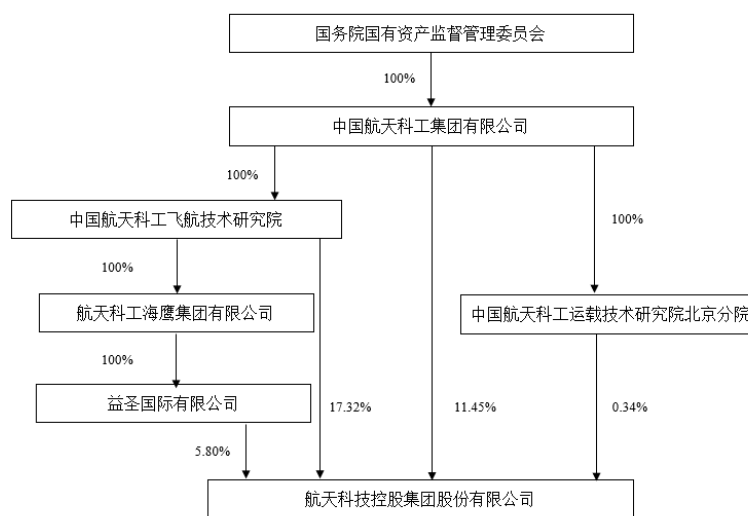 国务院国有资产监督管理委员会
100%
中国航天科工集团有限公司
100%
中国航天科工飞航技术研究院
100%
100%
航天科工海鹰集团有限公司
中国航天科工运载技术研究院北京分院
100%
益圣国际有限公司
17.32%
11.45%
0.34%
5.80%
航天科技控股集团股份有限公司